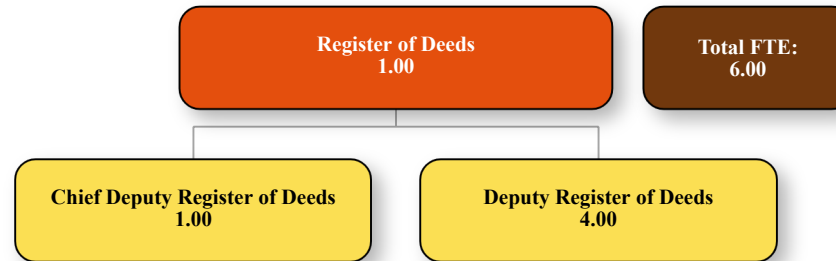 Register of Deeds
1.00
Total FTE:
6.00
Chief Deputy Register of Deeds
1.00
Deputy Register of Deeds
4.00